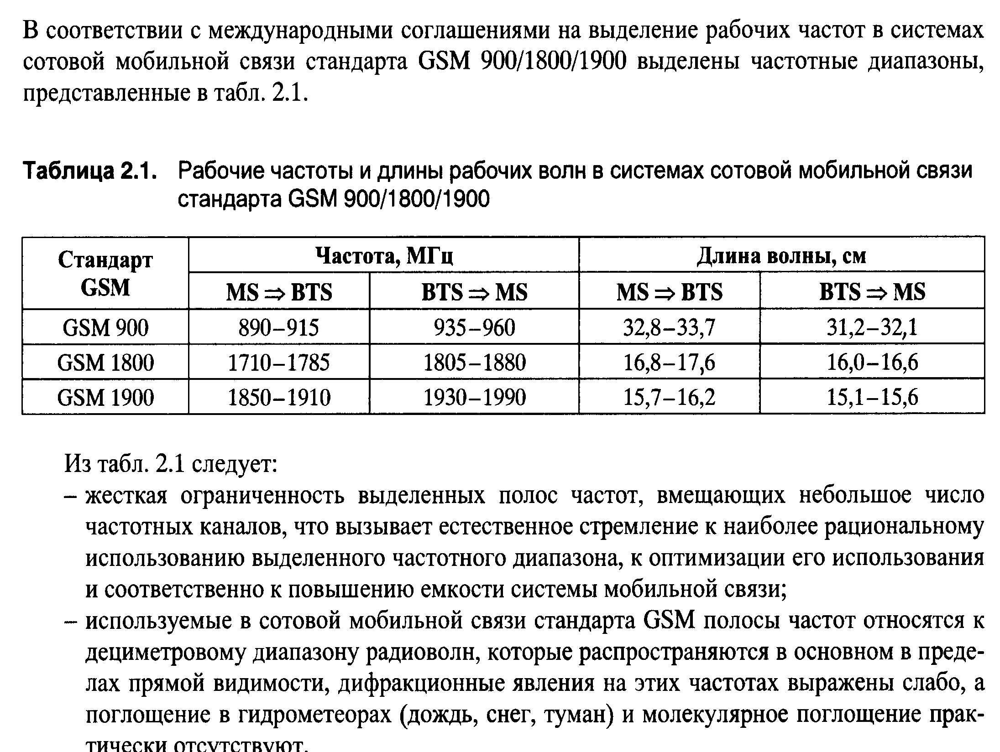 В соответствии с международными соглашениями на выделение рабочих частот в системах
сотовой мобильной связи стандарта GSM 900/1800/1900 выделены частотные диапазоны,
представленные в табл. 2.1.
Таблица 2.1. Рабочие частоты и длины рабочих волн в системах сотовой мобильной связи
стандарта GSM 900/1800/1900
Стандарт GSM Частота, МГц Длина волны, см
MS ⇒ BTS BTS ⇒ MS MS ⇒ BTS BTS ⇒ MS
GSM 900 890–915 935–960 32,8–33,7 31,2–32,1
GSM 1800 1710–1785 1805–1880 16,8–17,6 16,0–16,6
GSM 1900 1850–1910 1930–1990 15,7–16,2 15,1–15,6
Из табл. 2.1 следует:
– жесткая ограниченность выделенных полос частот, вмещающих небольшое число
частотных каналов, что вызывает естественное стремление к наиболее рациональному
использованию выделенного частотного диапазона, к оптимизации его использования
и соответственно к повышению емкости системы мобильной связи;
– используемые в сотовой мобильной связи стандарта GSM полосы частот относятся к
дециметровому диапазону радиоволн, которые распространяются в основном в преде-
лах прямой видимости, дифракционные явления на этих частотах выражены слабо, а
поглощение в гидрометеорах (дождь, снег, туман) и молекулярное поглощение прак-
тически отсутствуют.